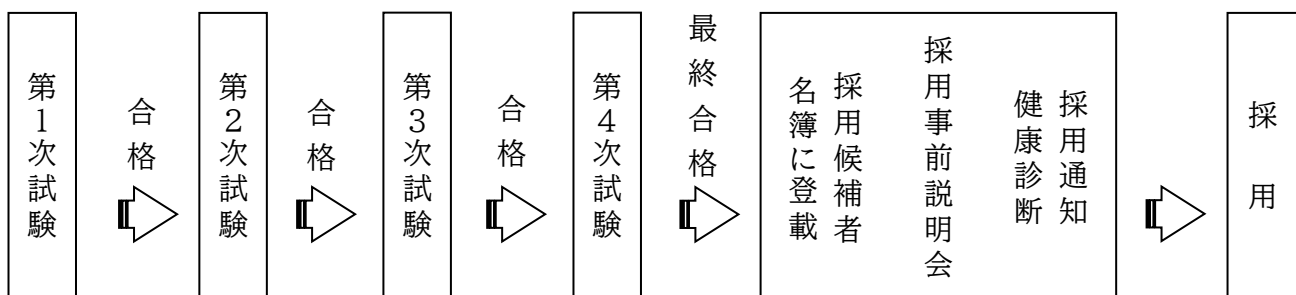 第１次試験
合格
第２次試験
合格
第３次試験
合格
第４次試験
最終合格
採用候補者
名簿に登載
採用事前説明会
採用通知
健康診断
採用